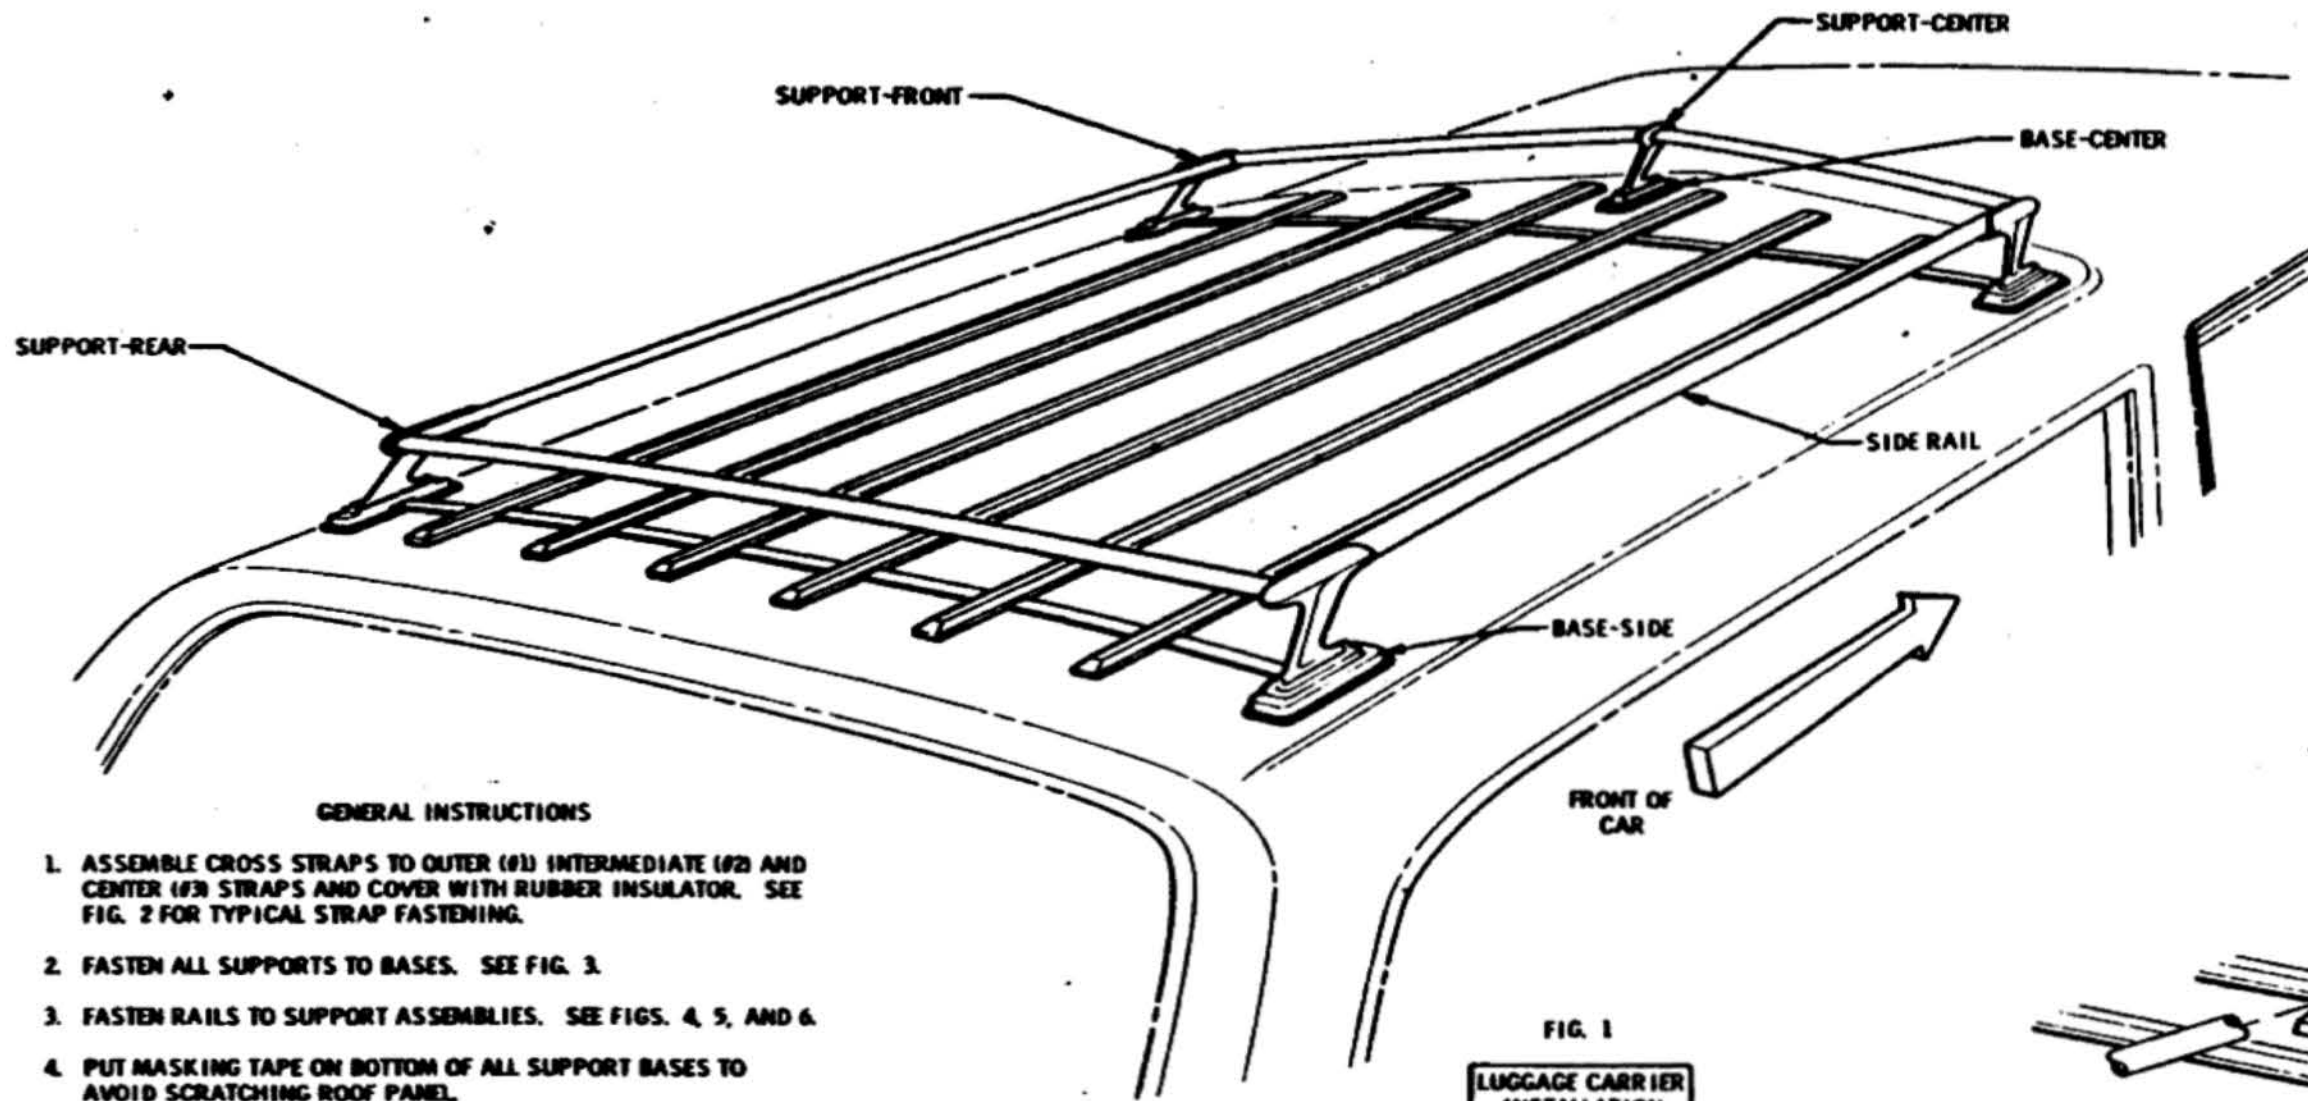 SUPPORT-CENTER
SUPPORT-FRONT
BASE-CENTER
SUPPORT-REAR
SIDE RAIL
BASE-SIDE
FRONT OF
CAR
GENERAL INSTRUCTIONS
1. ASSEMBLE CROSS STRAPS TO OUTER (#1) INTERMEDIATE (#2) AND
CENTER (#3) STRAPS AND COVER WITH RUBBER INSULATOR. SEE
FIG. 2 FOR TYPICAL STRAP FASTENING.
2. FASTEN ALL SUPPORTS TO BASES. SEE FIG. 3.
3. FASTEN RAILS TO SUPPORT ASSEMBLIES. SEE FIGS. 4, 5, AND 6.
4. PUT MASKING TAPE ON BOTTOM OF ALL SUPPORT BASES TO
AVOID SCRATCHING ROOF PANEL.
FIG. 1
LUGGAGE CARRIER